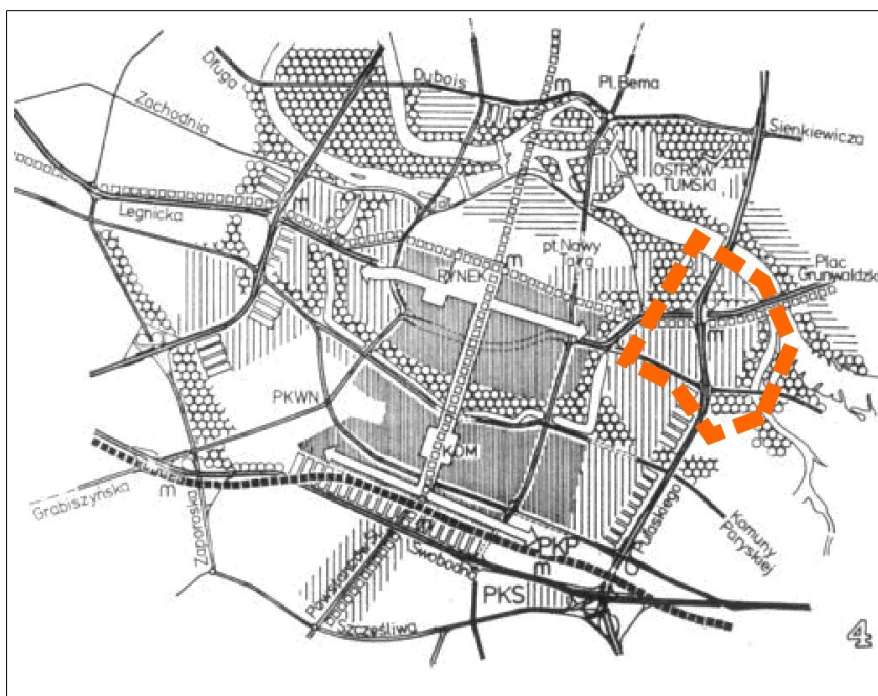 Długa
Dubois
m
Pl. Bema
Zachodnia
Sienkiewicza
OSTRÓW
TUMSKI
Legnicka
m
pl. Nowy
Targ
m
RYNEK
Plac
Grunwaldzki
m
PKWN
KDM
Grabiszyńska
m
Zaporoska
m
Swobodna
PKP
m
Pułaskiego
Komuny
Paryskiej
Powstańców Śl.
PKS
Szczęśliwa
4